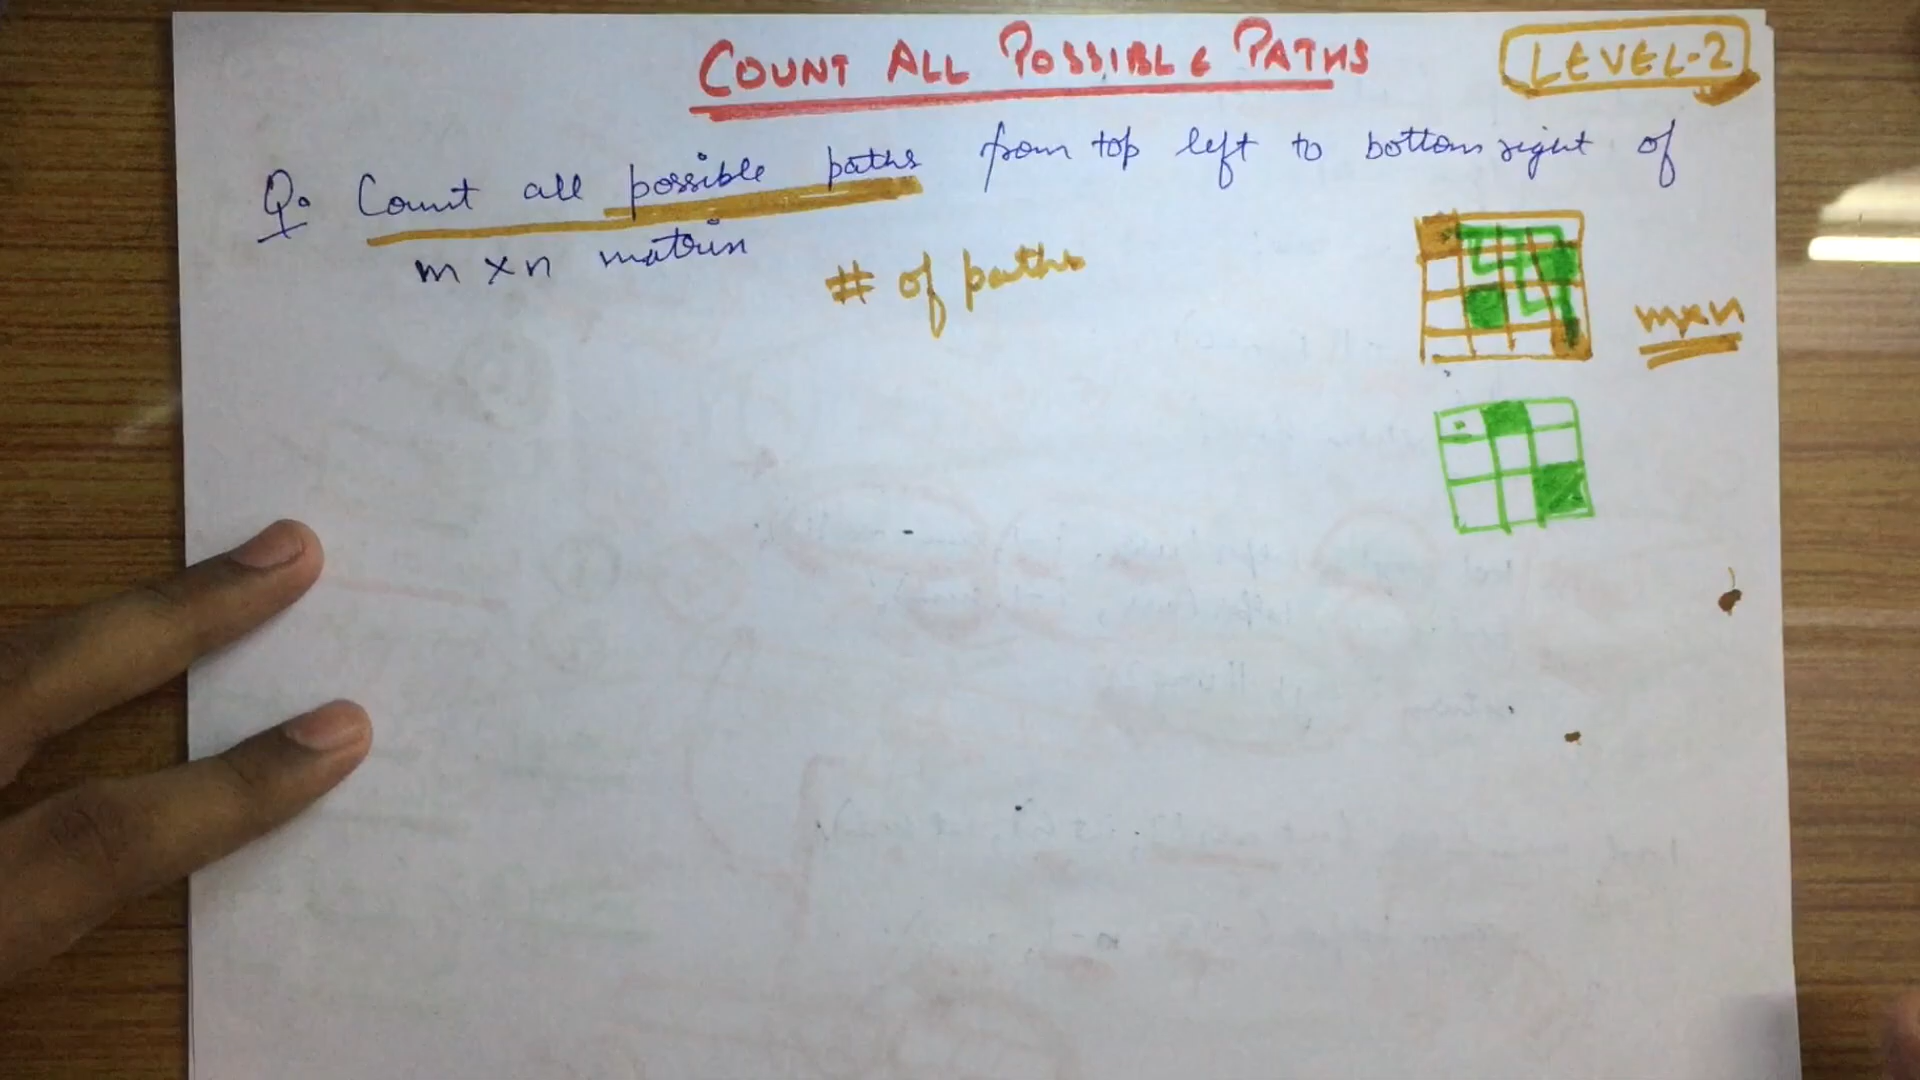 COUNT ALL POSSIBLE PATHS
LEVEL-2
Q. Count all possible paths from top left to bottom right of
m x n matrix
# of paths
mxn